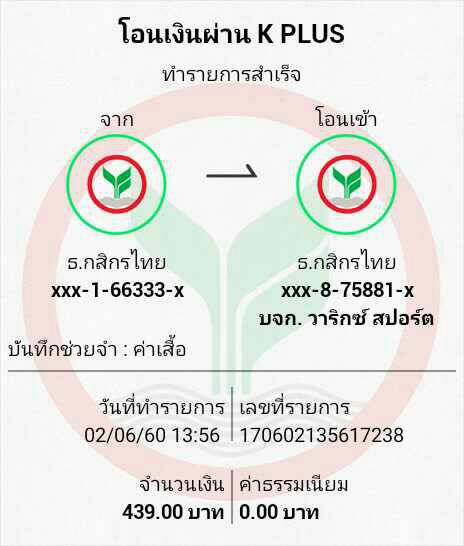 โอนเงินผ่าน K PLUS
ทำรายการสำเร็จ
จาก
โอนเข้า
ธ.กสิกรไทย
xxx-1-66333-x
ธ.กสิกรไทย
xxx-8-75881-x
บจก. วาริกซ์ สปอร์ต
บันทึกช่วยจำ : ค่าเสื้อ
วันที่ทำรายการ
02/06/60 13:56
เลขที่รายการ
170602135617238
จำนวนเงิน
439.00 บาท
ค่าธรรมเนียม
0.00 บาท